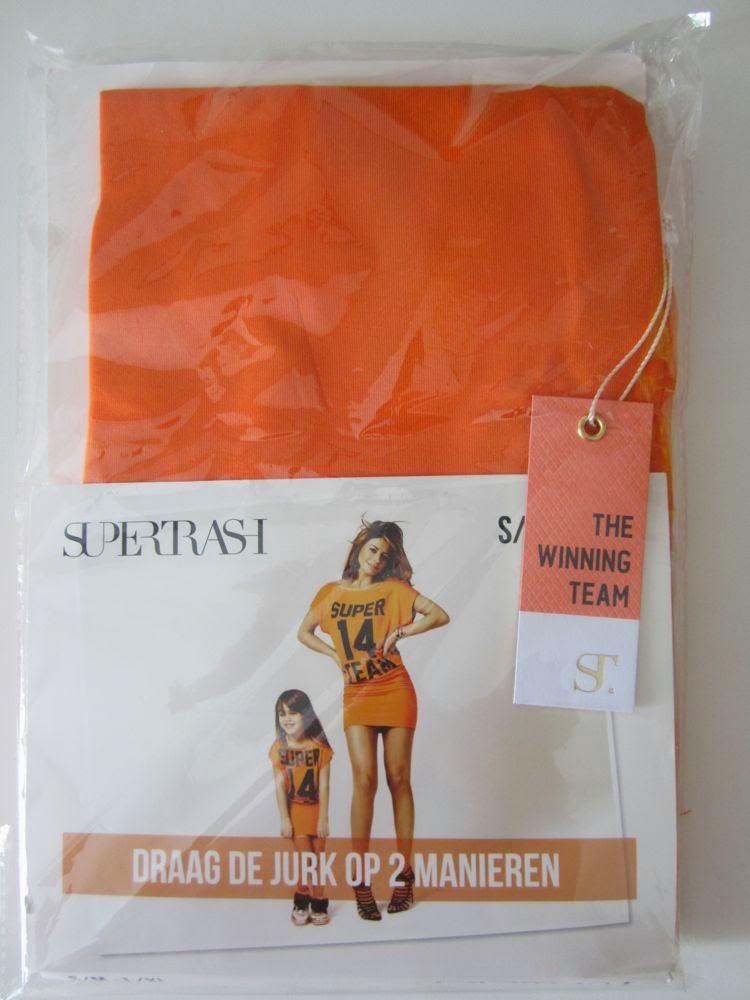 SUPERTRASH
S/
THE
WINNING
TEAM
ST.
SUPER
14
TEAM
SUPER
14
DRAAG DE JURK OP 2 MANIEREN